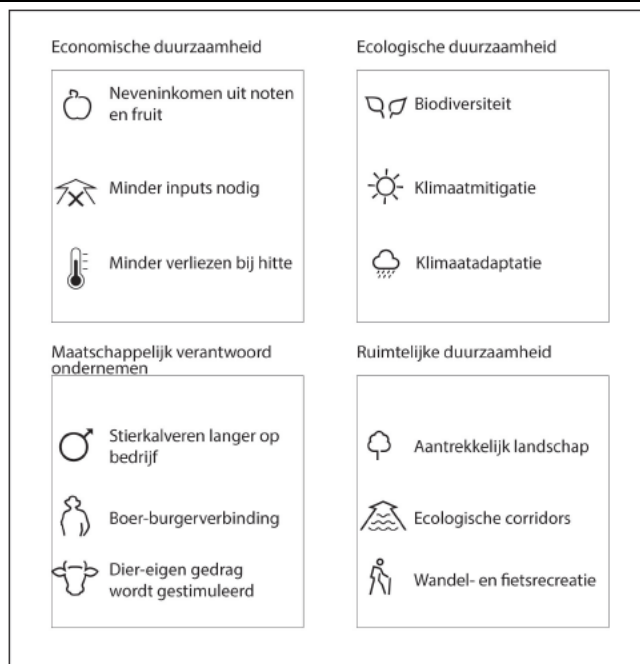 Economische duurzaamheid
Neveninkomen uit noten
en fruit
Minder inputs nodig
Minder verliezen bij hitte
Ecologische duurzaamheid
Biodiversiteit
Klimaatmitigatie
Klimaatadaptatie
Maatschappelijk verantwoord
ondernemen
Stierkalveren langer op
bedrijf
Boer-burgerverbinding
Dier-eigen gedrag
wordt gestimuleerd
Ruimtelijke duurzaamheid
Aantrekkelijk landschap
Ecologische corridors
Wandel- en fietsrecreatie